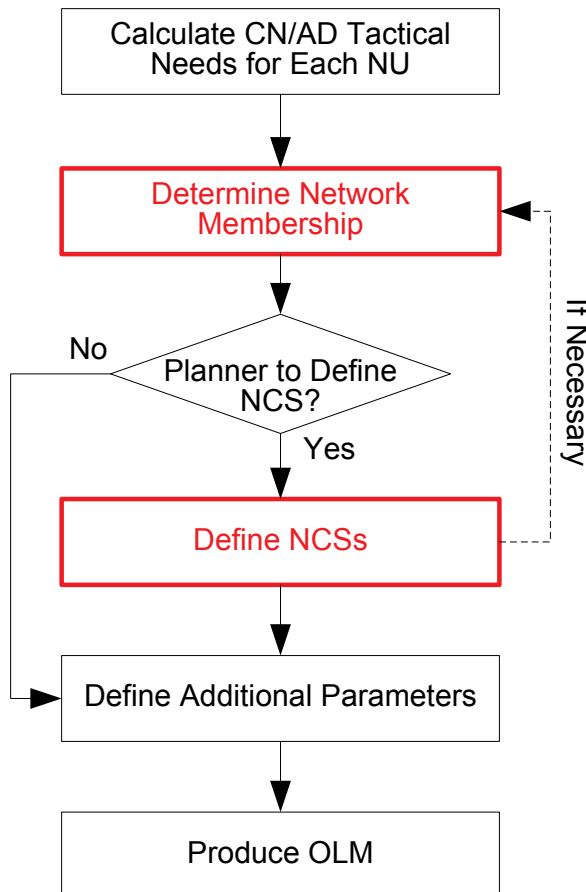 Calculate CN/AD Tactical
Needs for Each NU
Determine Network
Membership
No
Planner to Define
NCS?
Yes
If Necessary
Define NCSs
Define Additional Parameters
Produce OLM